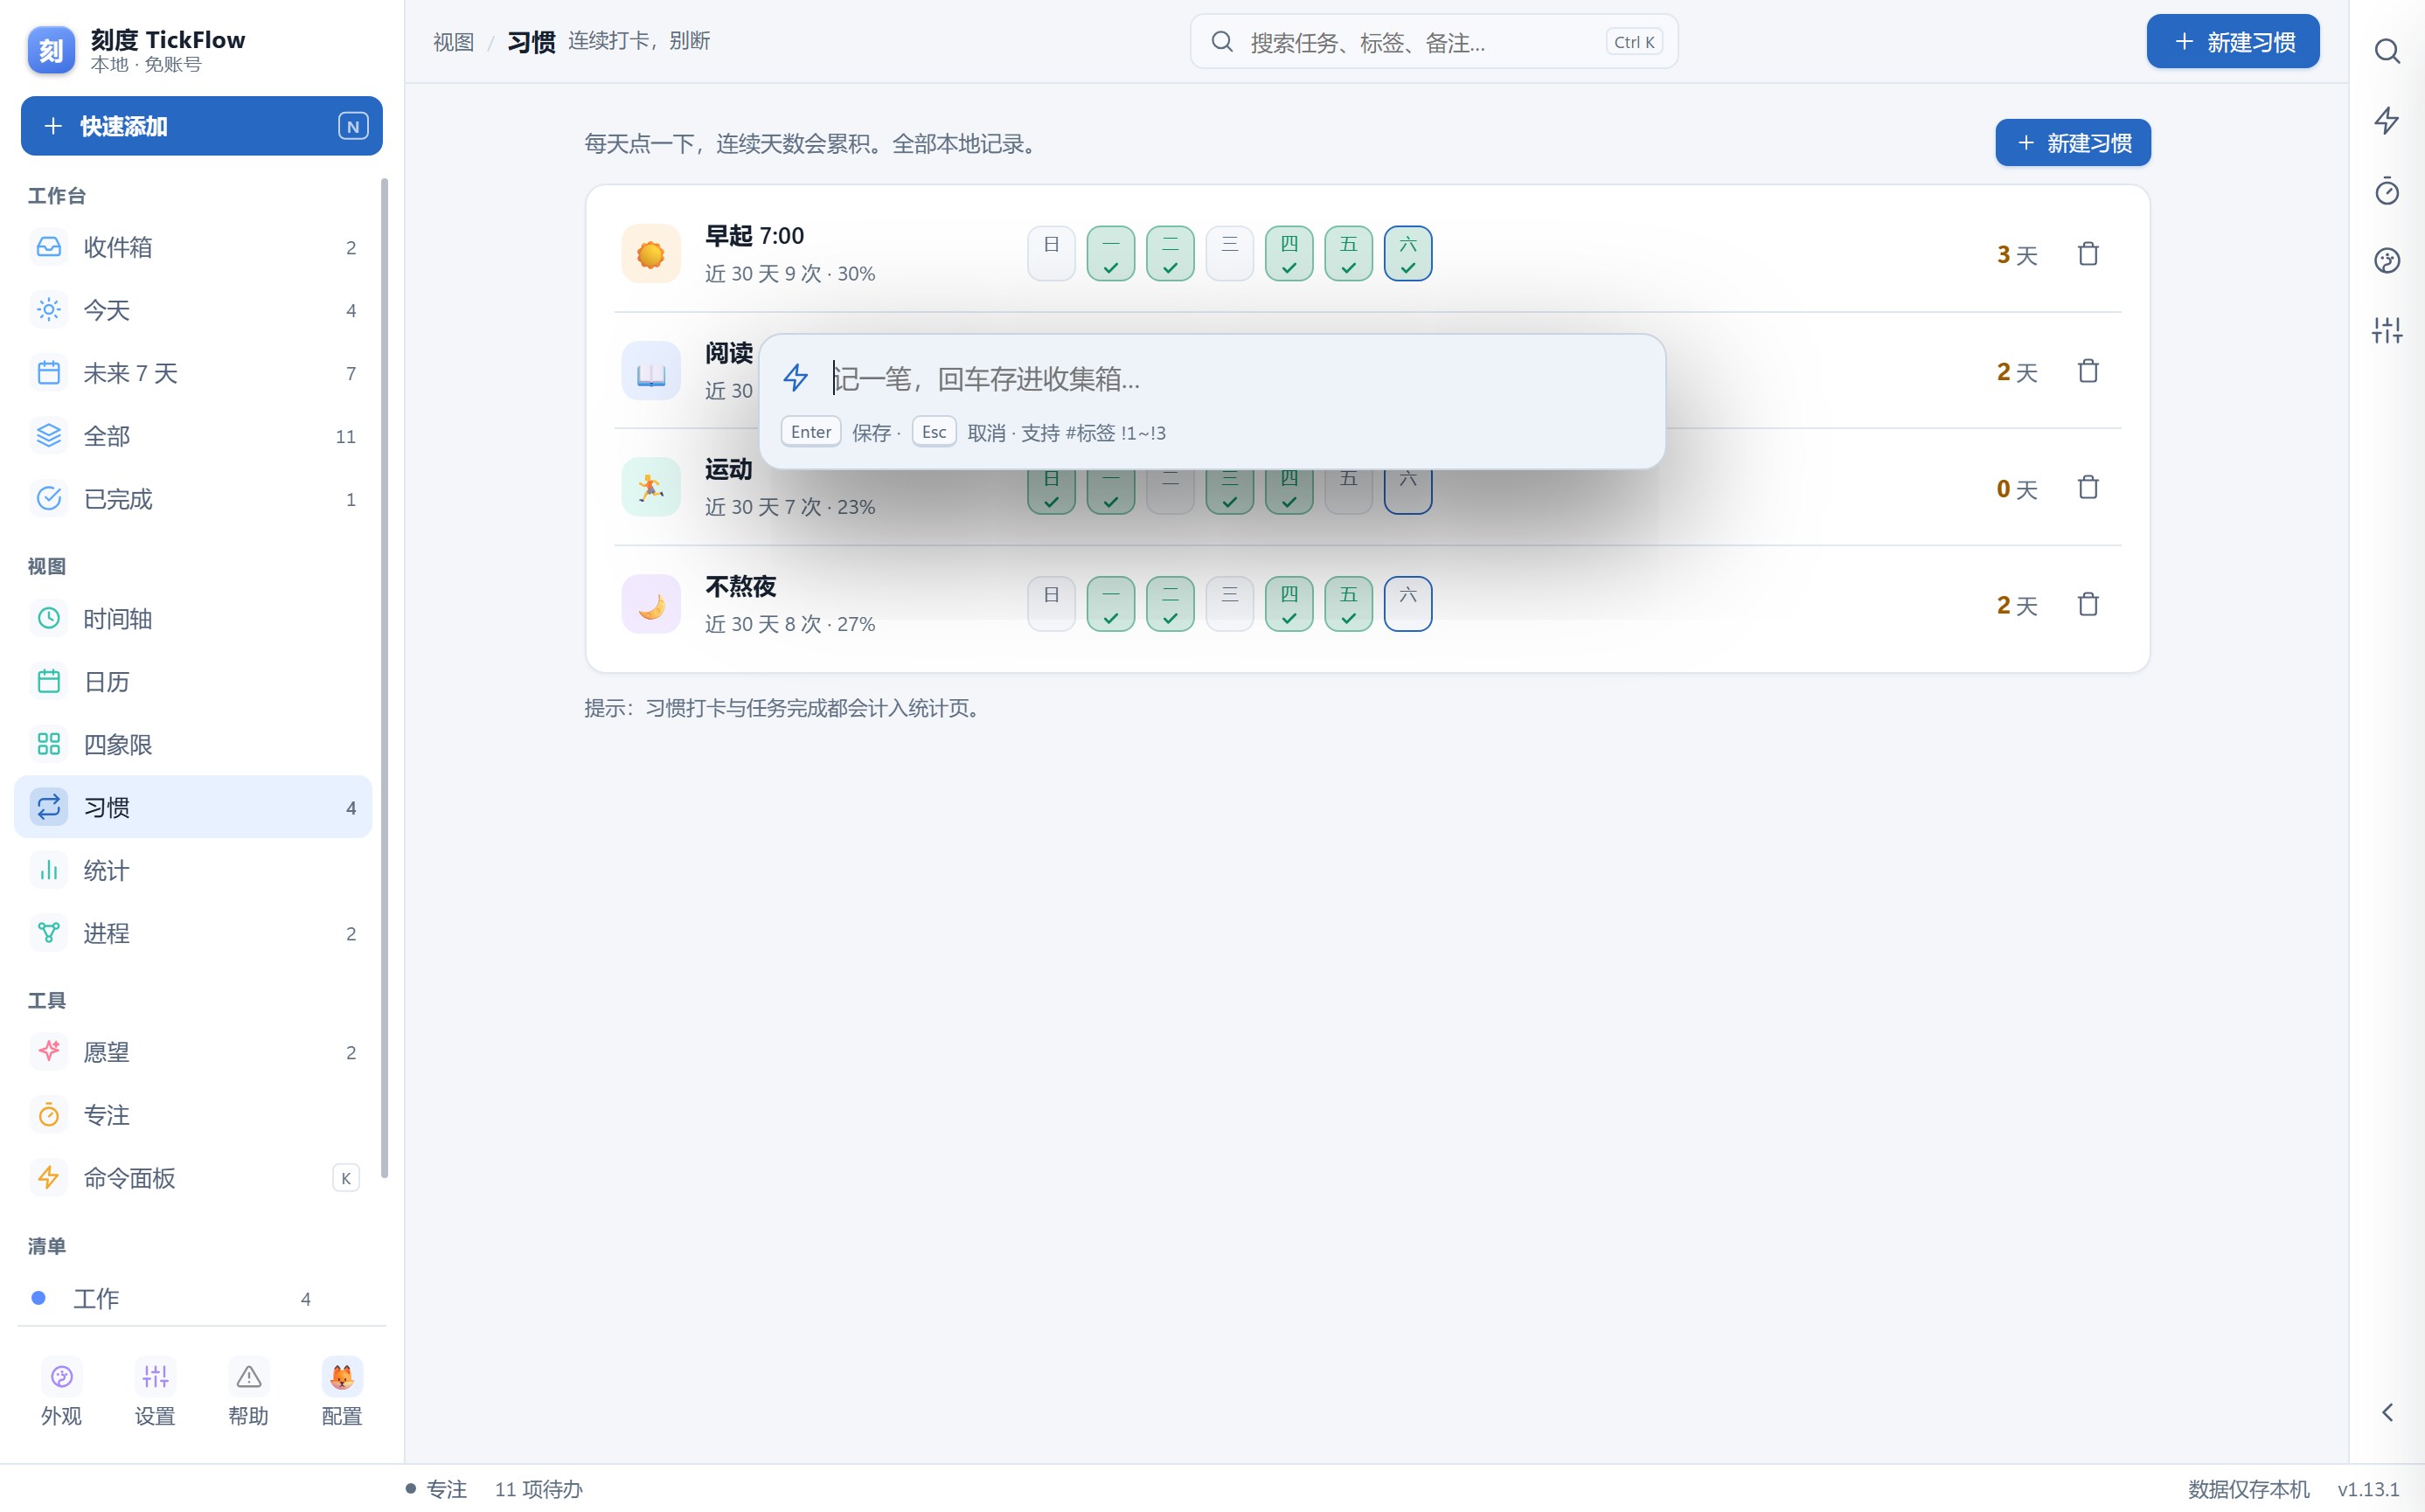 刻
刻度 TickFlow
本地 · 免账号
快速添加 N
工作台
收件箱 2
今天 4
未来 7 天 7
全部 11
已完成 1
视图
时间轴
日历
四象限
习惯 4
统计
进程 2
工具
愿望 2
专注
命令面板 K
清单
工作 4
外观 设置 帮助 配置
视图 / 习惯 连续打卡，别断
搜索任务、标签、备注... Ctrl K
新建习惯
每天点一下，连续天数会累积。全部本地记录。
新建习惯
早起 7:00
近 30 天 9 次 · 30%
日 一 二 三 四 五 六
3 天
阅读
近 30
2 天
记一笔，回车存进收集箱...
Enter 保存 · Esc 取消 · 支持 #标签 !1~!3
运动
近 30 天 7 次 · 23%
日 一 二 三 四 五 六
0 天
不熬夜
近 30 天 8 次 · 27%
日 一 二 三 四 五 六
2 天
提示：习惯打卡与任务完成都会计入统计页。
专注 11 项待办
数据仅存本机 v1.13.1